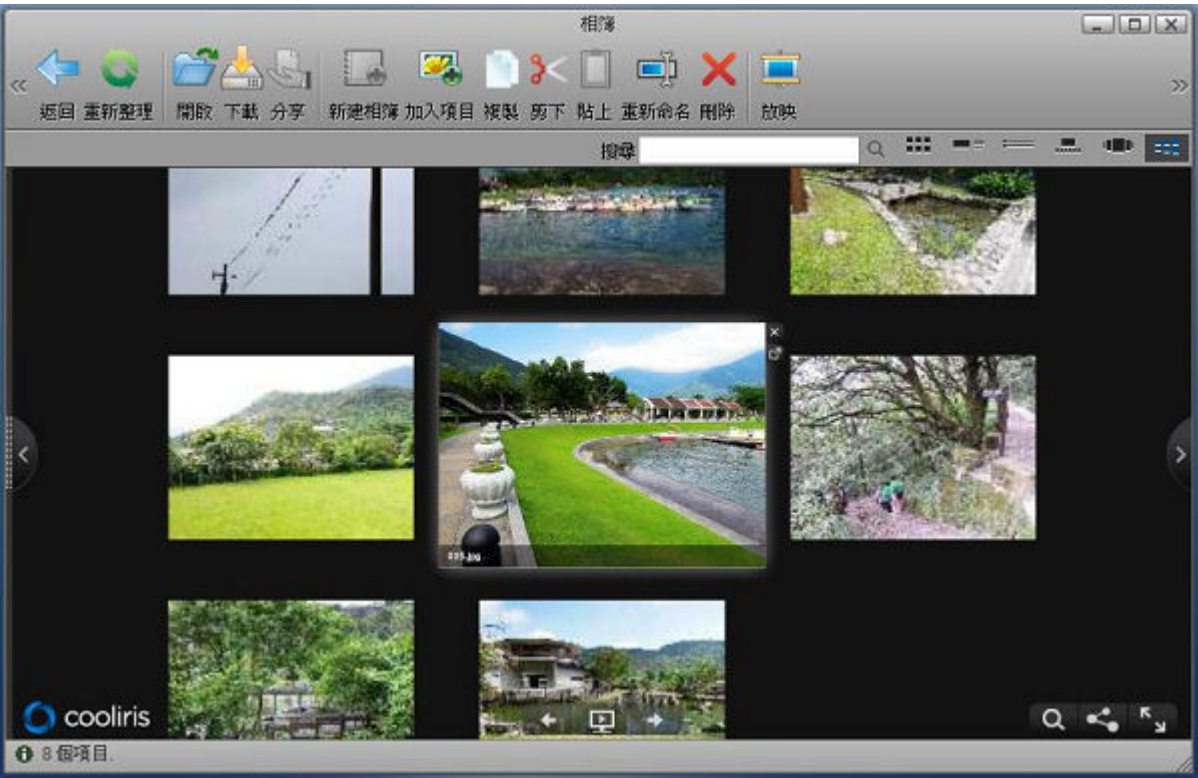 相簿
返回 重新整理 開啟 下載 分享 新建相簿 加入項目 複製 剪下 貼上 重新命名 刪除 放映
搜尋
cooliris
8 個項目.